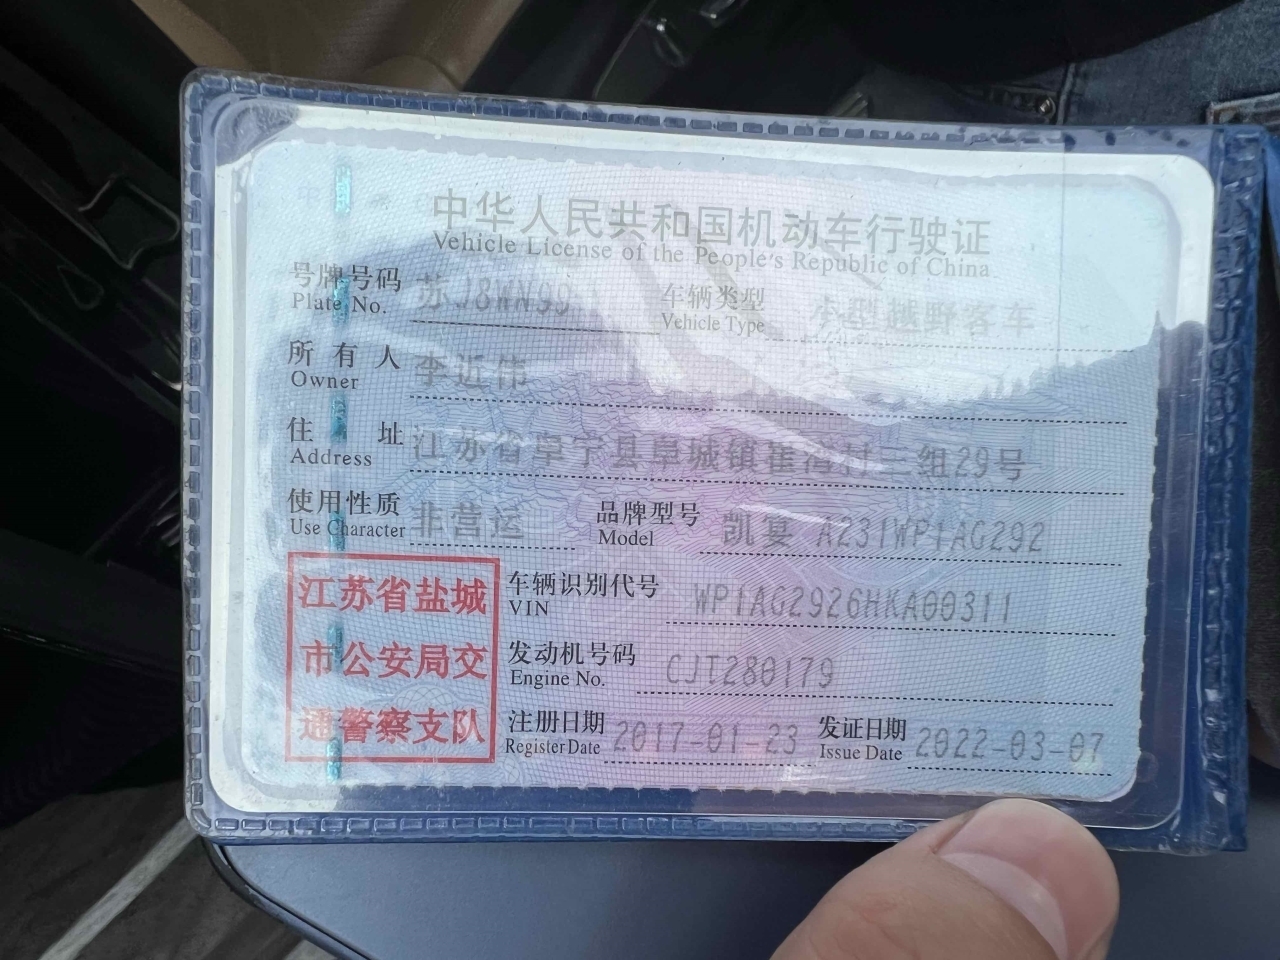 中华人民共和国机动车行驶证
Vehicle License of the People's Republic of China
号牌号码 苏J8WN99 车辆类型 小型越野客车
Plate No. Vehicle Type
所有人 李近伟
Owner
住址 江苏省阜宁县阜城镇崔湾村三组29号
Address
使用性质 非营运 品牌型号 凯宴 A231WP1AG292
Use Character Model
江苏省盐城
市公安局交
通警察支队
车辆识别代号 WP1AG2926HKA00311
VIN
发动机号码 CJT280179
Engine No.
注册日期 2017-01-23 发证日期 2022-03-07
Register Date Issue Date